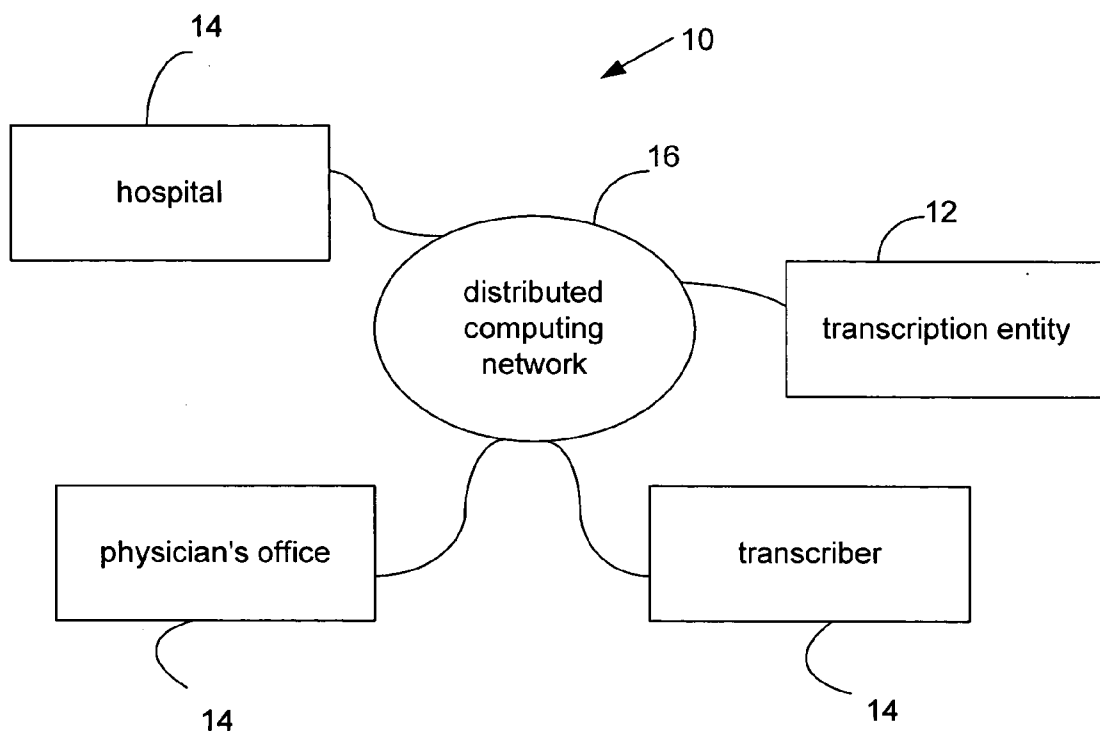 14
10
hospital
16
12
distributed
computing
network
transcription entity
physician's office
transcriber
14
14